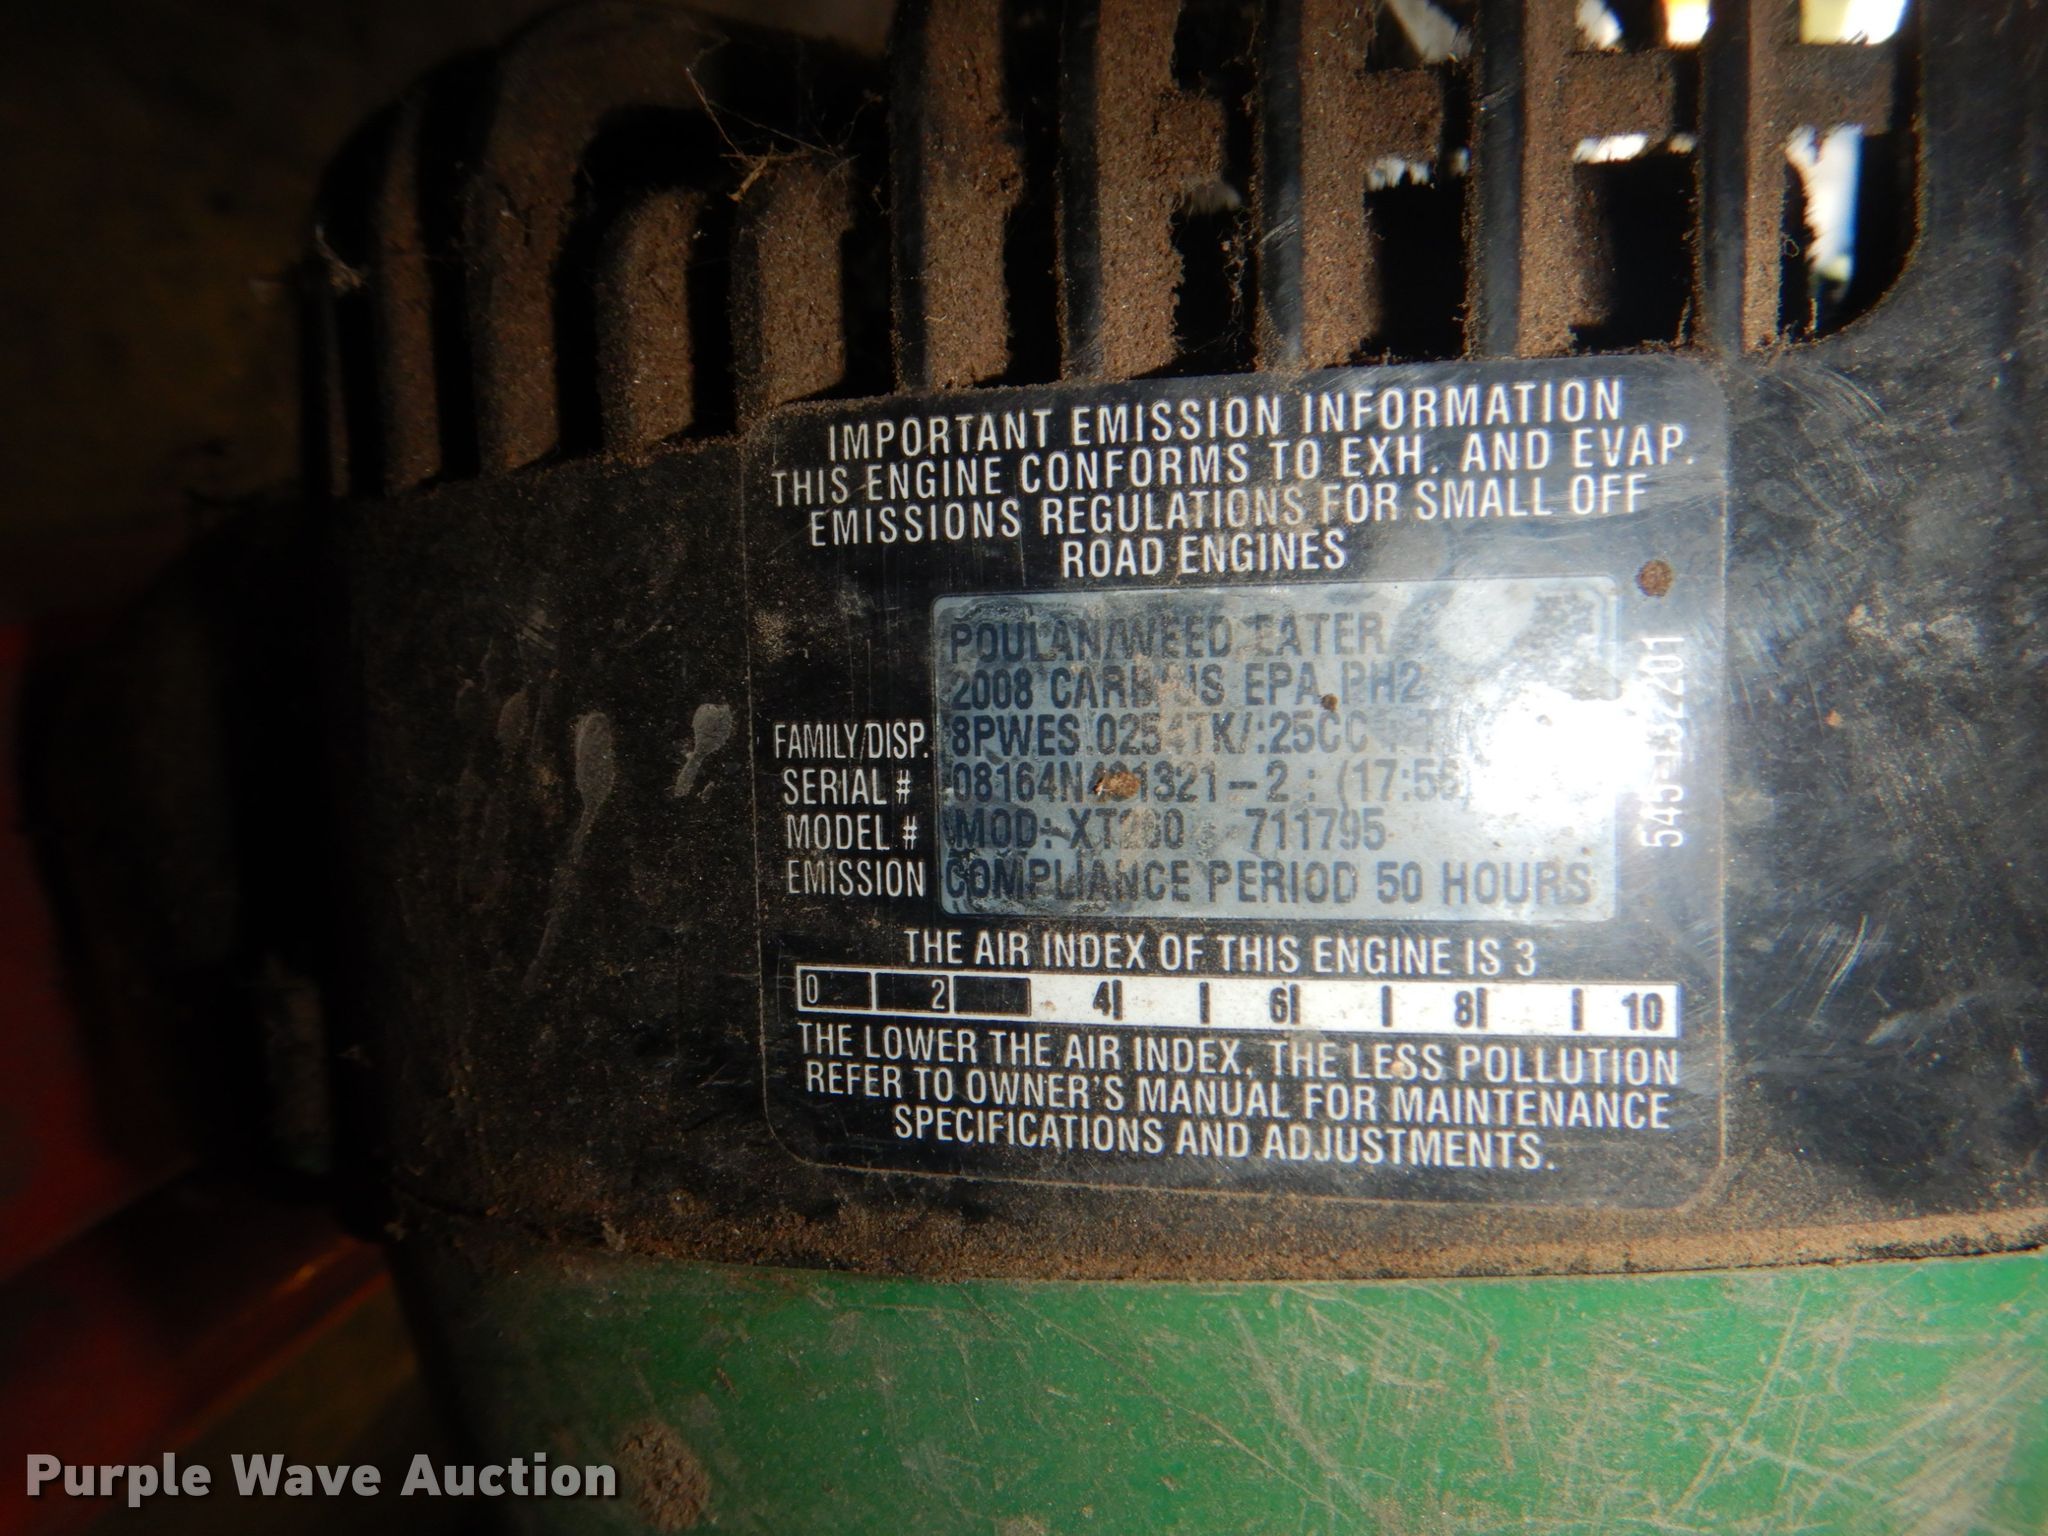 IMPORTANT EMISSION INFORMATION
THIS ENGINE CONFORMS TO EXH. AND EVAP.
EMISSIONS REGULATIONS FOR SMALL OFF
ROAD ENGINES
POULAN/WEED EATER
2008 EPA PH2
FAMILY/DISP.
SERIAL #
MODEL # MOD: 711795
EMISSION COMPLIANCE PERIOD 50 HOURS
THE AIR INDEX OF THIS ENGINE IS 3
0 2 4 6 8 10
THE LOWER THE AIR INDEX, THE LESS POLLUTION
REFER TO OWNER'S MANUAL FOR MAINTENANCE
SPECIFICATIONS AND ADJUSTMENTS.
Purple Wave Auction